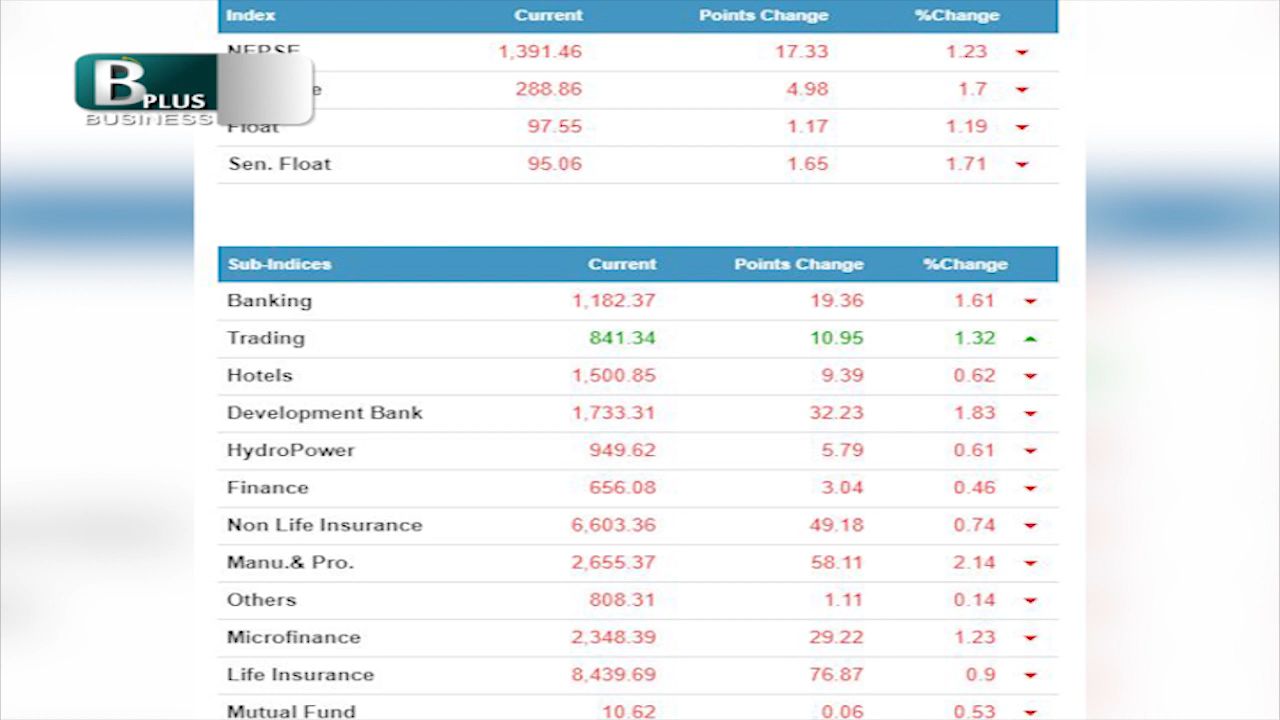 Index Current Points Change %Change
NEPSE 1,391.46 17.33 1.23
288.86 4.98 1.7
Float 97.55 1.17 1.19
Sen. Float 95.06 1.65 1.71
B PLUS
BUSINESS
Sub-Indices Current Points Change %Change
Banking 1,182.37 19.36 1.61
Trading 841.34 10.95 1.32
Hotels 1,500.85 9.39 0.62
Development Bank 1,733.31 32.23 1.83
HydroPower 949.62 5.79 0.61
Finance 656.08 3.04 0.46
Non Life Insurance 6,603.36 49.18 0.74
Manu.& Pro. 2,655.37 58.11 2.14
Others 808.31 1.11 0.14
Microfinance 2,348.39 29.22 1.23
Life Insurance 8,439.69 76.87 0.9
Mutual Fund 10.62 0.06 0.53